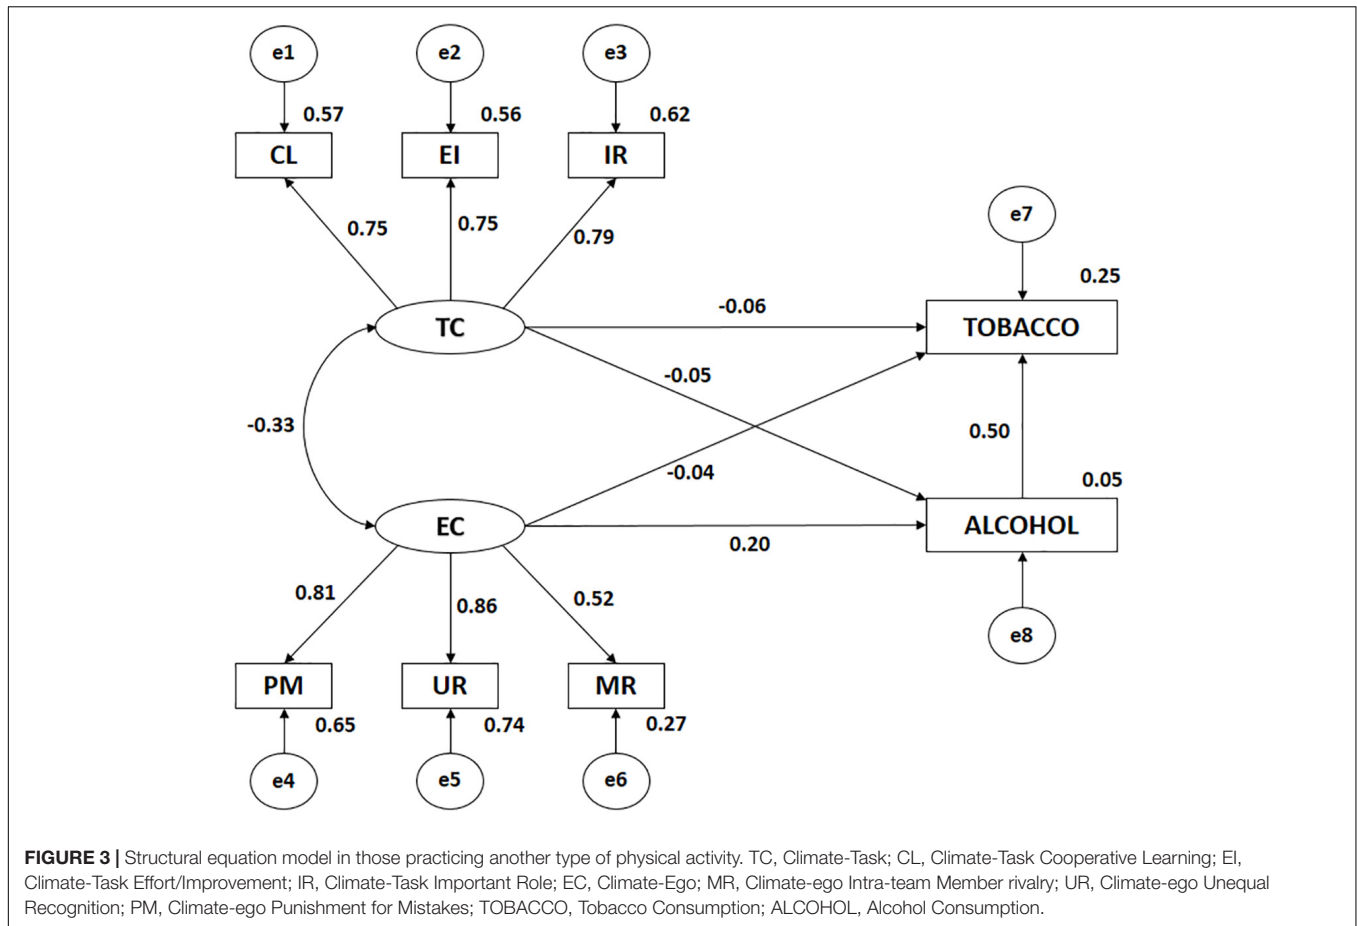 e1 e2 e3
0.57 0.56 0.62
CL EI IR
e7
0.75 0.75 0.79
0.25
-0.06
TC TOBACCO
-0.05
-0.33 0.50
-0.04 0.05
EC ALCOHOL
0.20
0.81 0.86 0.52
e8
PM UR MR
0.65 0.74 0.27
e4 e5 e6
FIGURE 3 | Structural equation model in those practicing another type of physical activity. TC, Climate-Task; CL, Climate-Task Cooperative Learning; EI,
Climate-Task Effort/Improvement; IR, Climate-Task Important Role; EC, Climate-Ego; MR, Climate-ego Intra-team Member rivalry; UR, Climate-ego Unequal
Recognition; PM, Climate-ego Punishment for Mistakes; TOBACCO, Tobacco Consumption; ALCOHOL, Alcohol Consumption.